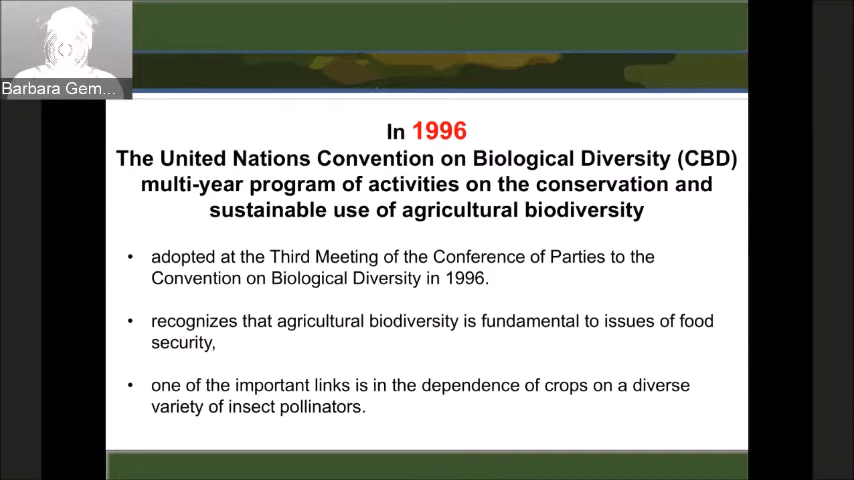 Barbara Gem...
In 1996
The United Nations Convention on Biological Diversity (CBD)
multi-year program of activities on the conservation and
sustainable use of agricultural biodiversity
• adopted at the Third Meeting of the Conference of Parties to the
Convention on Biological Diversity in 1996.
• recognizes that agricultural biodiversity is fundamental to issues of food
security,
• one of the important links is in the dependence of crops on a diverse
variety of insect pollinators.